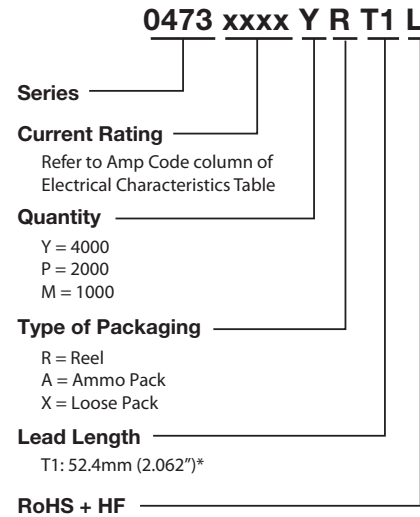 0473 xxxx Y R T1 L
Series
Current Rating
Refer to Amp Code column of
Electrical Characteristics Table
Quantity
Y = 4000
P = 2000
M = 1000
Type of Packaging
R = Reel
A = Ammo Pack
X = Loose Pack
Lead Length
T1: 52.4mm (2.062″)*
RoHS + HF